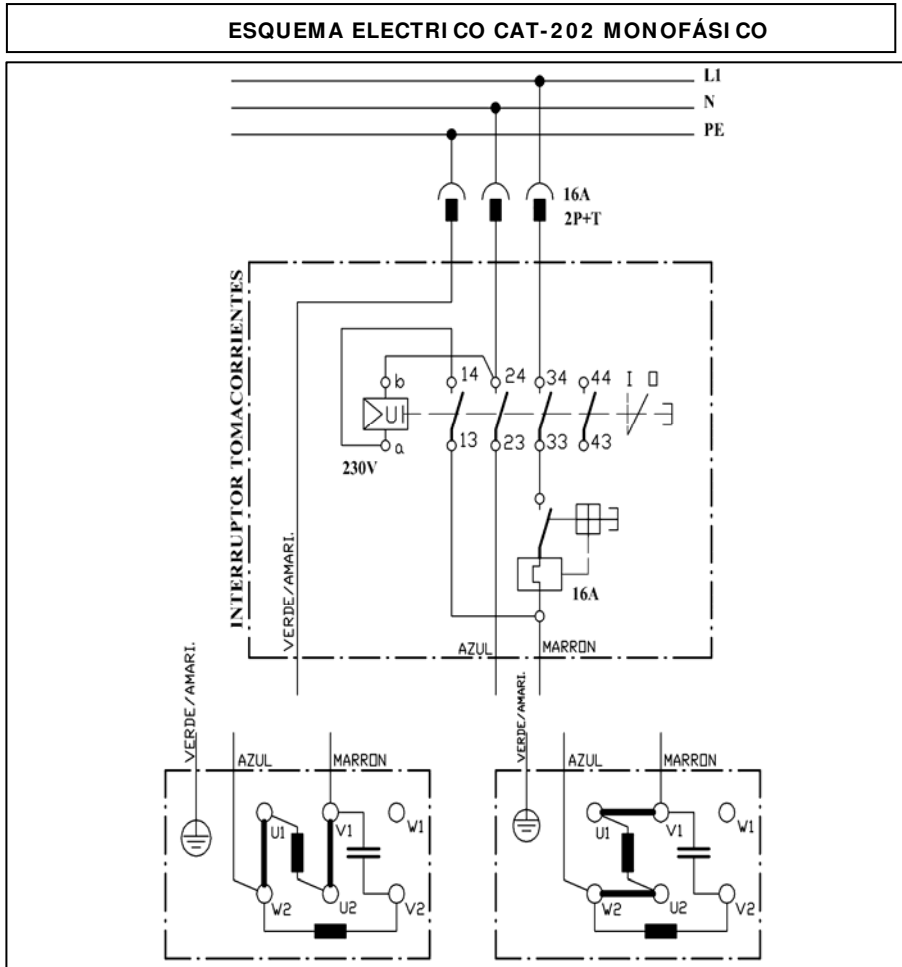 ESQUEMA ELECTRICO CAT-202 MONOFÁSICO
L1
N
PE
16A
2P+T
INTERRUPTOR TOMACORRIENTES
b
14
24
34
44
I O
>U
a
13
23
33
43
230V
16A
VERDE/AMARI.
AZUL
MARRON
VERDE/AMARI.
AZUL
MARRON
U1
V1
W1
W2
U2
V2
VERDE/AMARI.
AZUL
MARRON
U1
V1
W1
W2
U2
V2